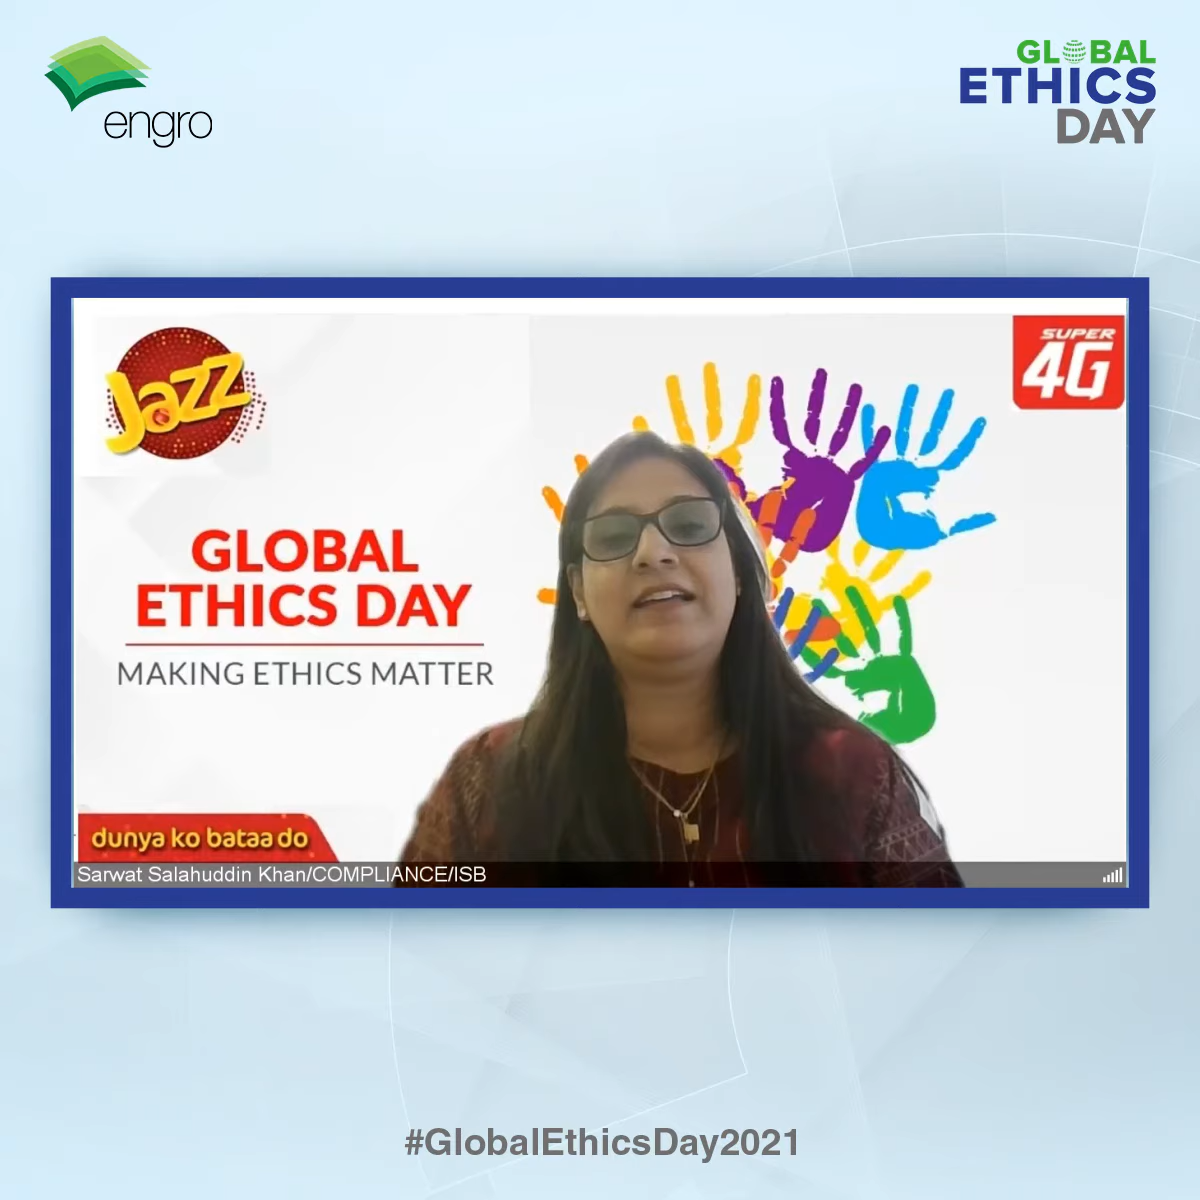 engro
GLOBAL
ETHICS
DAY
Jazz
SUPER
4G
GLOBAL
ETHICS DAY
MAKING ETHICS MATTER
dunya ko bataa do
Sarwat Salahuddin Khan/COMPLIANCE/ISB
#GlobalEthicsDay2021